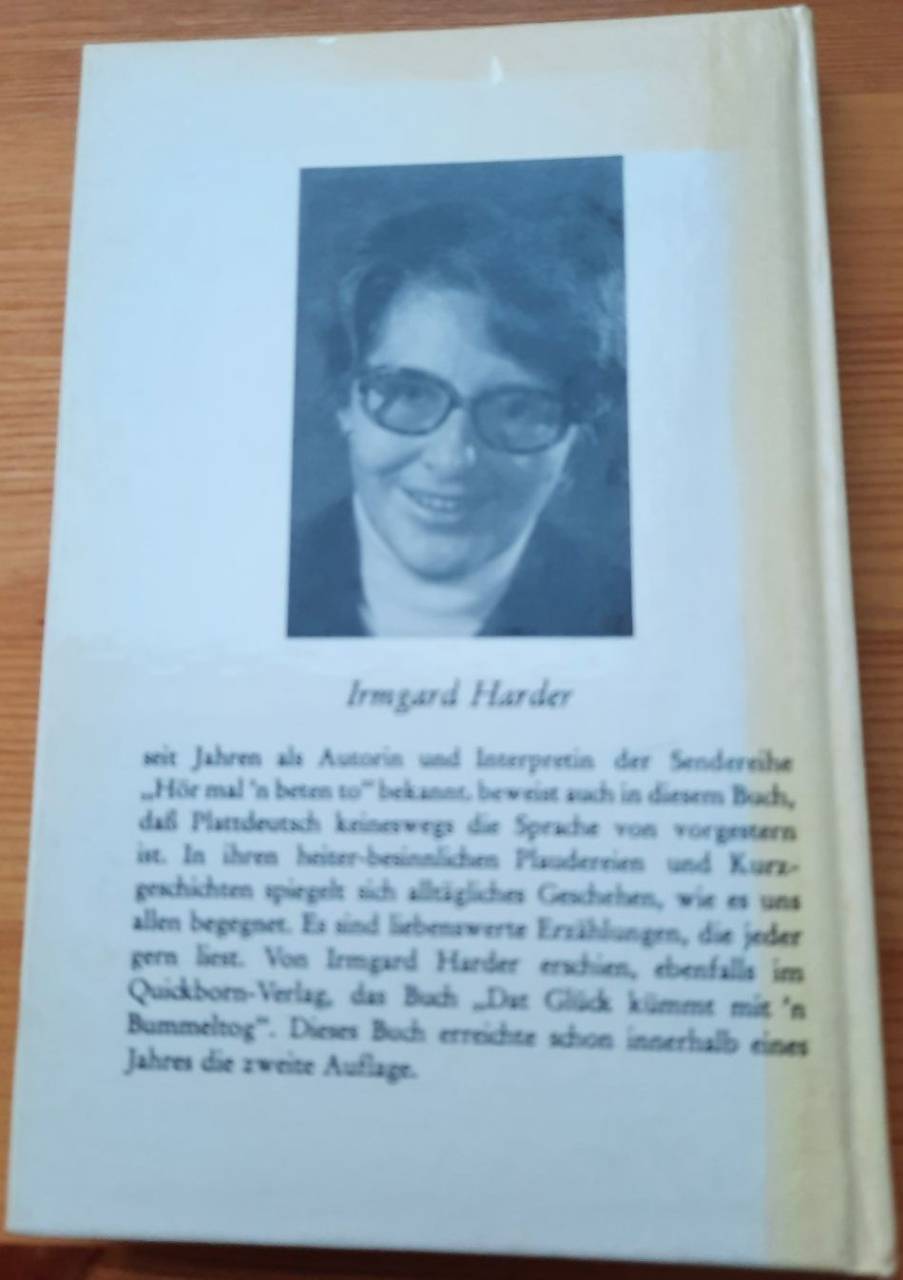 Irmgard Harder
seit Jahren als Autorin und Interpretin der Sendereihe
„Hör mal 'n beten to“ bekannt, beweist auch in diesem Buch,
daß Plattdeutsch keineswegs die Sprache von vorgestern
ist. In ihren heiter-besinnlichen Plaudereien und Kurz-
geschichten spiegelt sich alltägliches Geschehen, wie es uns
allen begegnet. Es sind liebenswerte Erzählungen, die jeder
gern liest. Von Irmgard Harder erschien, ebenfalls im
Quickborn-Verlag, das Buch „Dat Glück kümmt mit 'n
Bummeltog“. Dieses Buch erreichte schon innerhalb eines
Jahres die zweite Auflage.